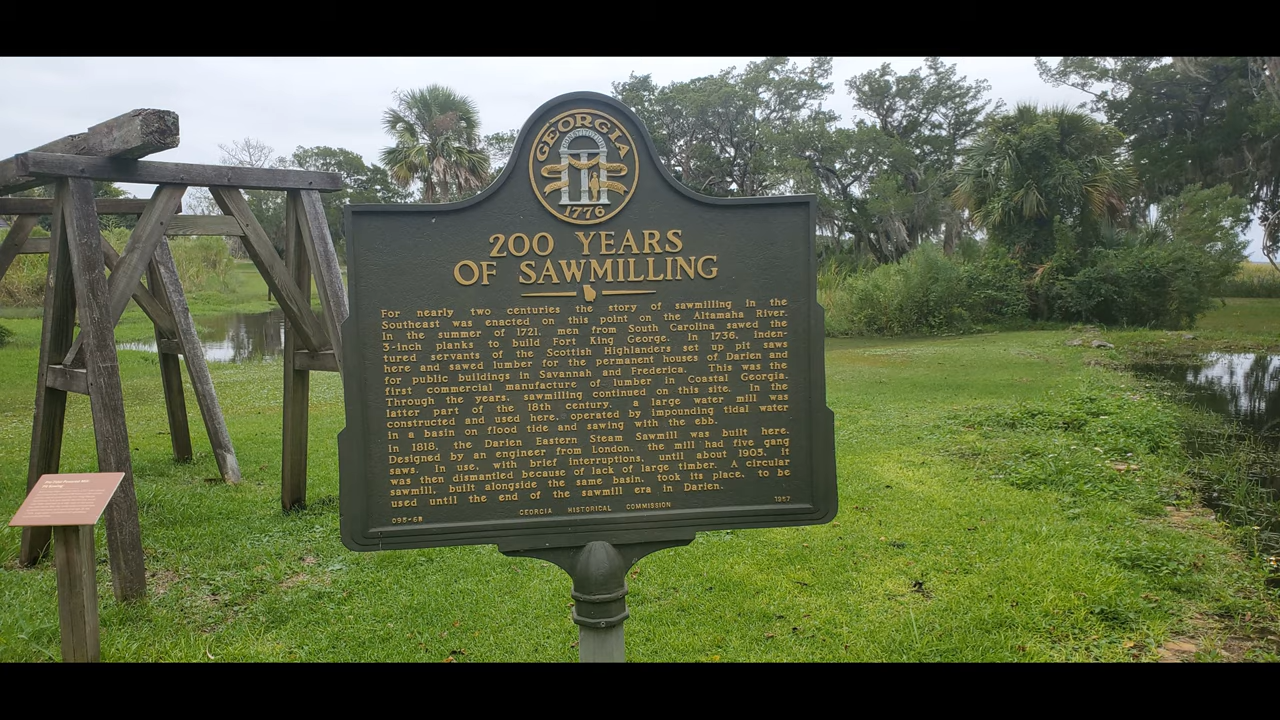 GEORGIA
1776
200 YEARS
OF SAWMILLING
For nearly two centuries the story of sawmilling in the
Southeast was enacted on this point on the Altamaha River.
In the summer of 1721, men from South Carolina sawed the
3-inch planks to build Fort King George. In 1736, inden-
tured servants of the Scottish Highlanders set up pit saws
here and sawed lumber for the permanent houses of Darien and
for public buildings in Savannah and Frederica. This was the
first commercial manufacture of lumber in Coastal Georgia.
Through the years, sawmilling continued on this site. In the
latter part of the 18th century, a large water mill was
constructed and used here, operated by impounding tidal water
in a basin on flood tide and sawing with the ebb.
In 1818, the Darien Eastern Steam Sawmill was built here.
Designed by an engineer from London, the mill had five gang
saws. In use, with brief interruptions, until about 1905, it
was then dismantled because of lack of large timber. A circular
sawmill, built alongside the same basin, took its place, to be
used until the end of the sawmill era in Darien.
095-6B GEORGIA HISTORICAL COMMISSION 1957